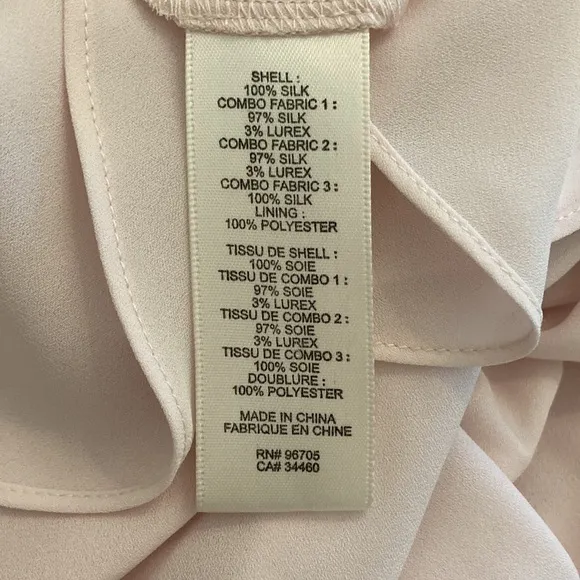 SHELL :
100% SILK
COMBO FABRIC 1 :
97% SILK
3% LUREX
COMBO FABRIC 2 :
97% SILK
3% LUREX
COMBO FABRIC 3 :
100% SILK
LINING :
100% POLYESTER
TISSU DE SHELL :
100% SOIE
TISSU DE COMBO 1 :
97% SOIE
3% LUREX
TISSU DE COMBO 2 :
97% SOIE
3% LUREX
TISSU DE COMBO 3 :
100% SOIE
DOUBLURE :
100% POLYESTER
MADE IN CHINA
FABRIQUE EN CHINE
RN# 96705
CA# 34460